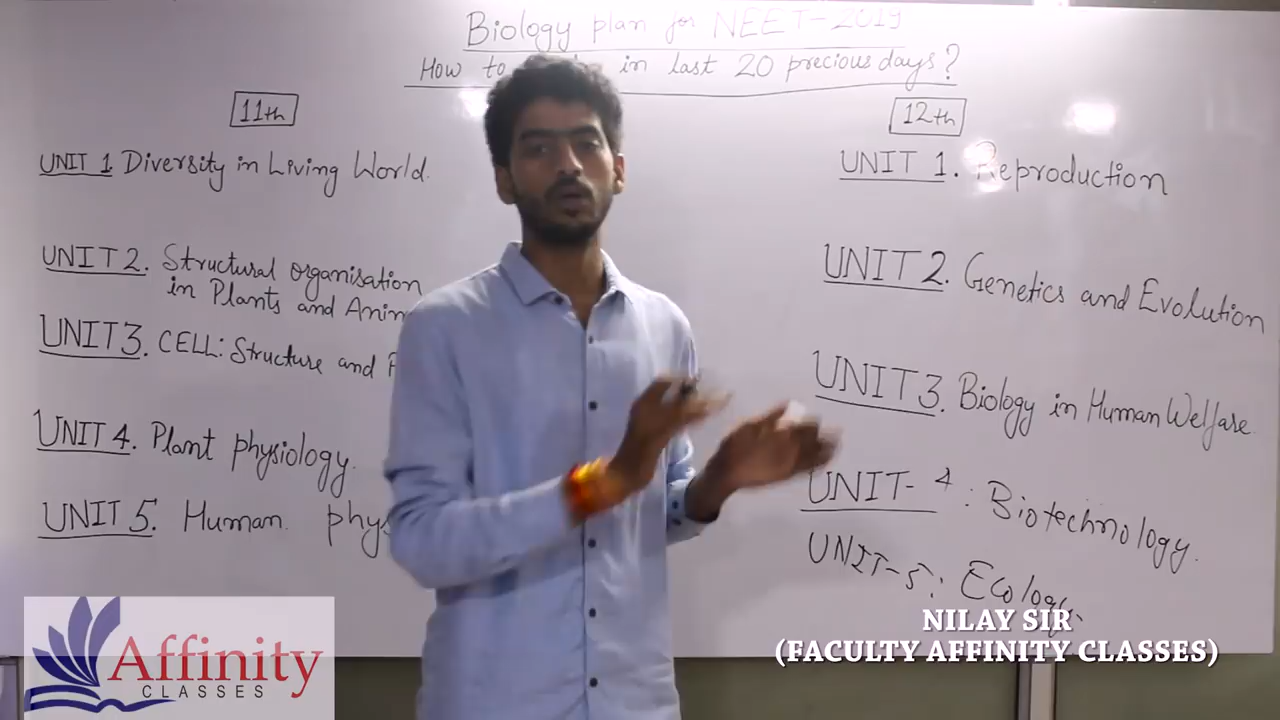 Biology plan for NEET-2019
How to in last 20 precious days?
11th
UNIT 1. Diversity in Living World.
UNIT 2. Structural organisation
in Plants and Anim
UNIT 3. CELL: Structure and
UNIT 4. Plant physiology.
UNIT 5. Human phys
12th
UNIT 1. Reproduction
UNIT 2. Genetics and Evolution
UNIT 3. Biology in Human Welfare.
UNIT-4: Biotechnology.
UNIT-5: Ecology
NILAY SIR
(FACULTY AFFINITY CLASSES)
Affinity
CLASSES